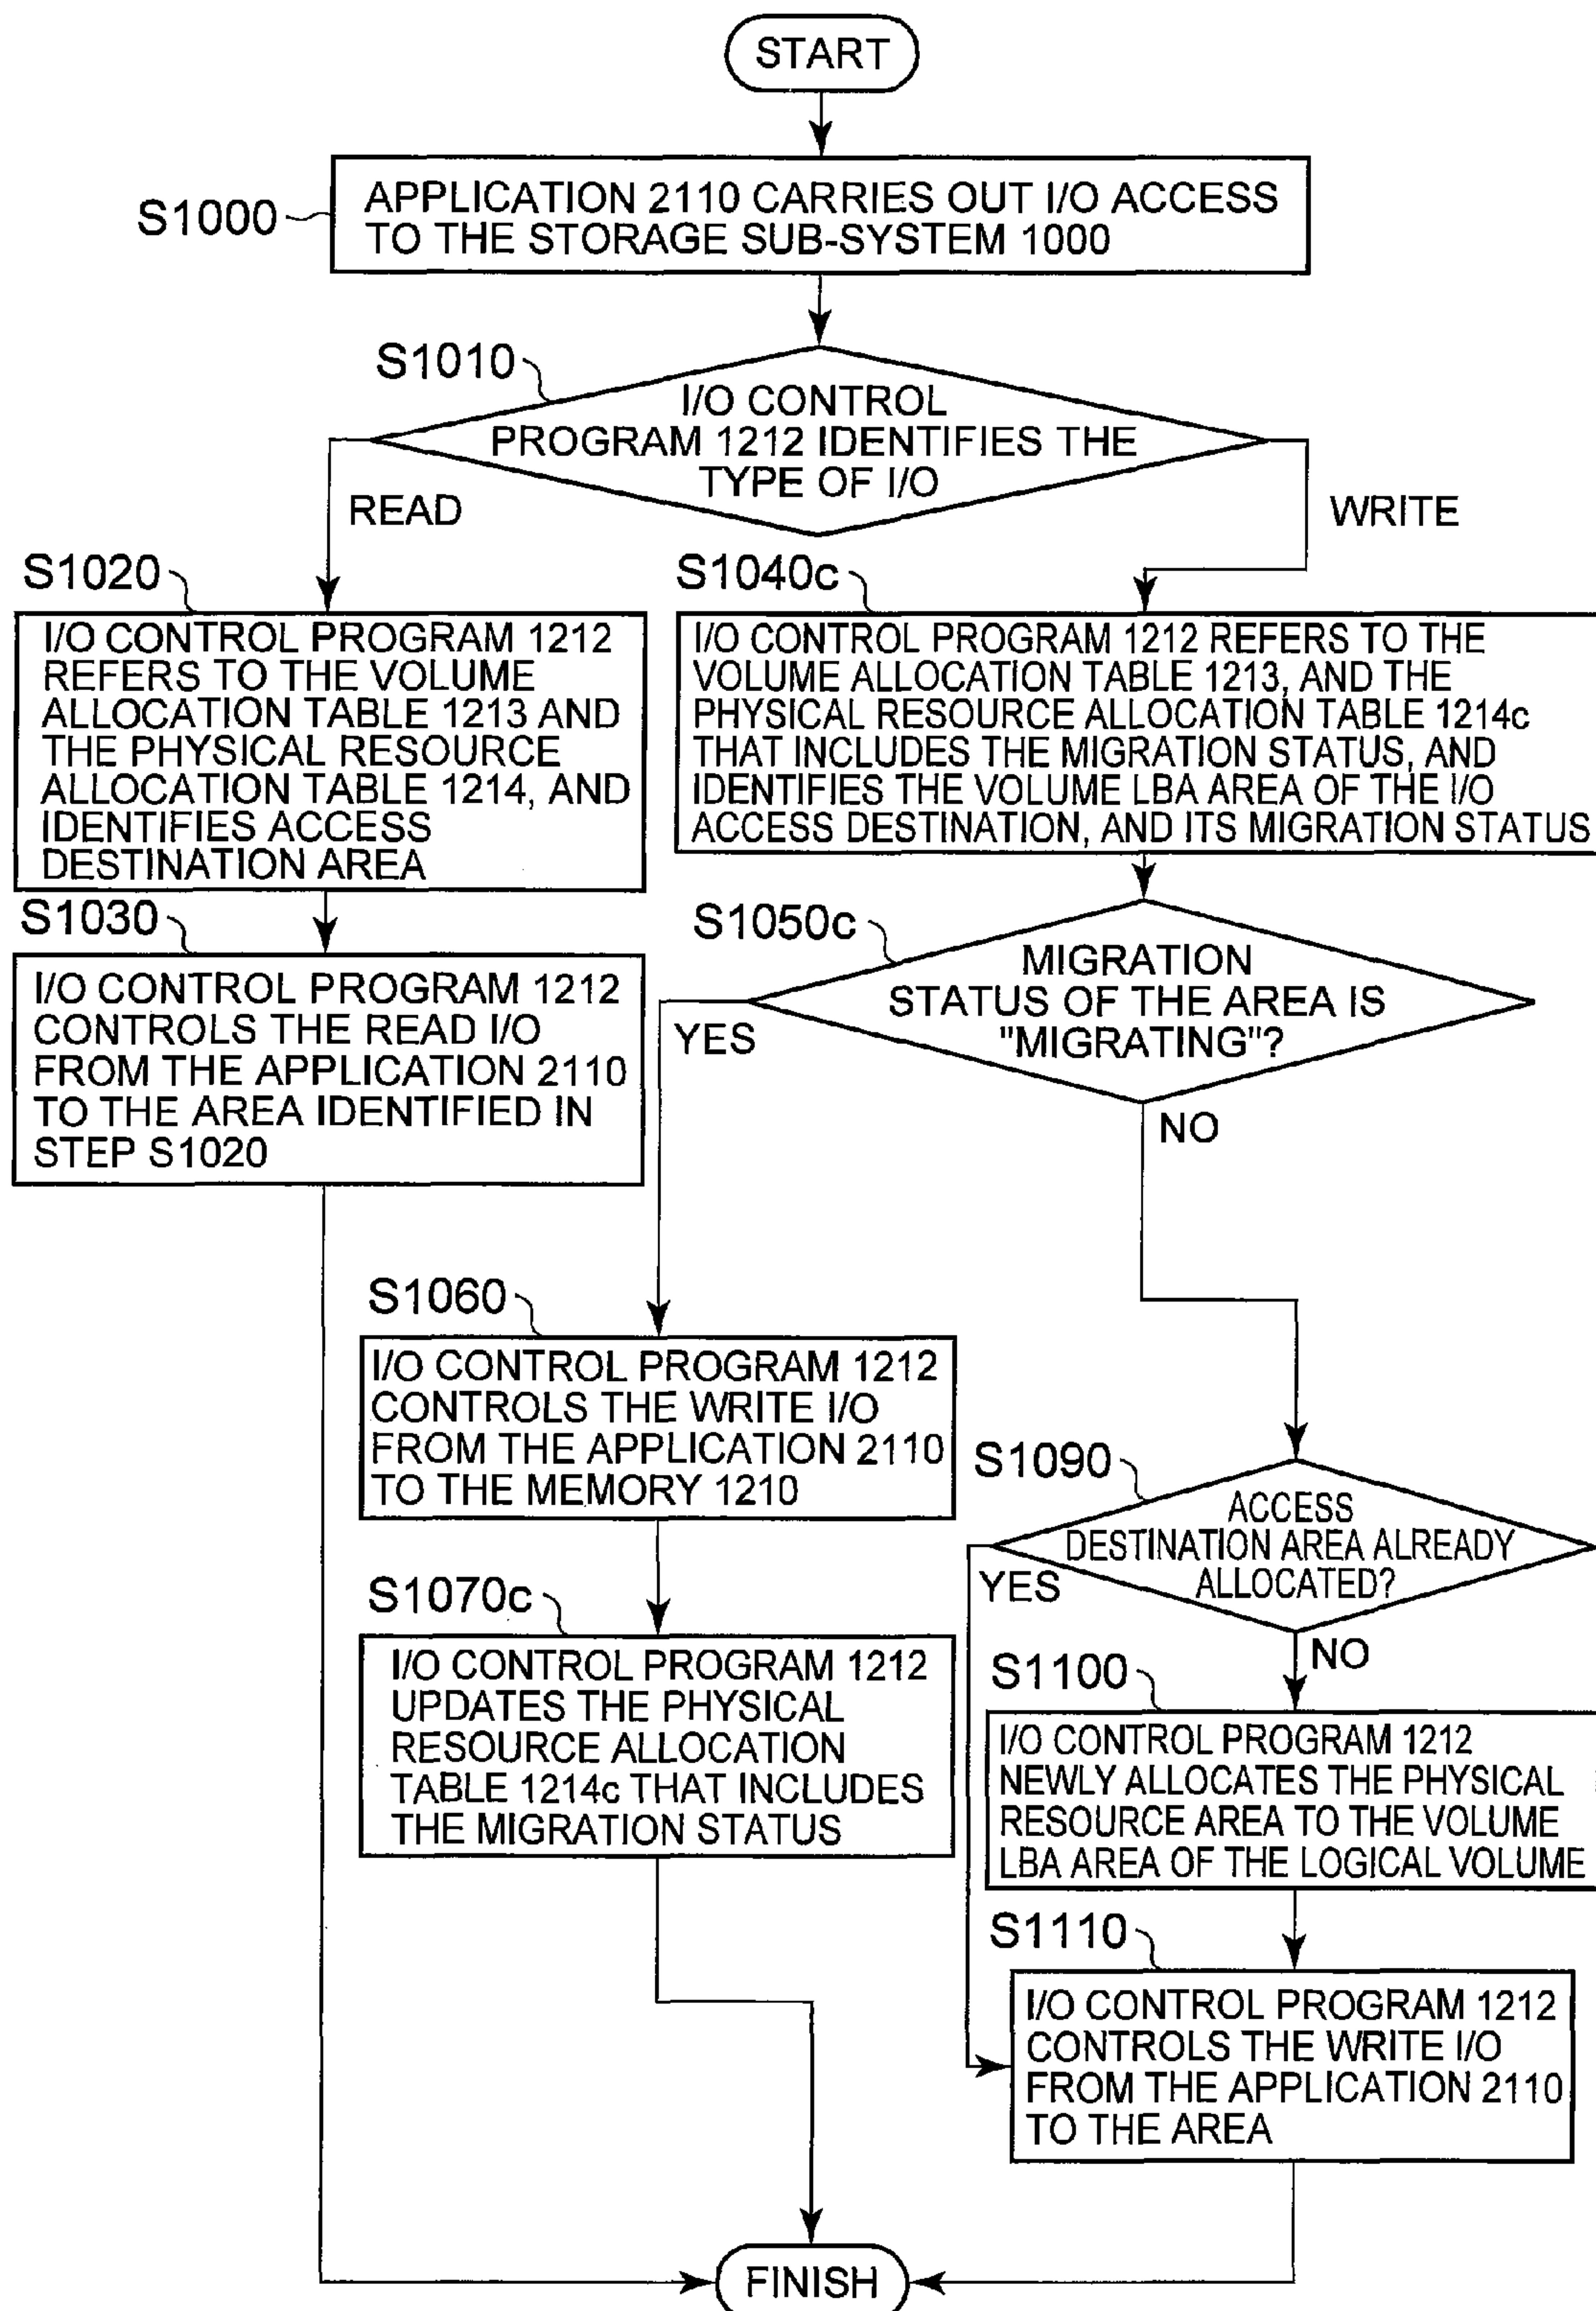 START
S1000
APPLICATION 2110 CARRIES OUT I/O ACCESS
TO THE STORAGE SUB-SYSTEM 1000
S1010
I/O CONTROL
PROGRAM 1212 IDENTIFIES THE
TYPE OF I/O
READ
WRITE
S1020
I/O CONTROL PROGRAM 1212
REFERS TO THE VOLUME
ALLOCATION TABLE 1213 AND
THE PHYSICAL RESOURCE
ALLOCATION TABLE 1214, AND
IDENTIFIES ACCESS
DESTINATION AREA
S1040c
I/O CONTROL PROGRAM 1212 REFERS TO THE
VOLUME ALLOCATION TABLE 1213, AND THE
PHYSICAL RESOURCE ALLOCATION TABLE 1214c
THAT INCLUDES THE MIGRATION STATUS, AND
IDENTIFIES THE VOLUME LBA AREA OF THE I/O
ACCESS DESTINATION, AND ITS MIGRATION STATUS
S1030
I/O CONTROL PROGRAM 1212
CONTROLS THE READ I/O
FROM THE APPLICATION 2110
TO THE AREA IDENTIFIED IN
STEP S1020
S1050c
MIGRATION
STATUS OF THE AREA IS
"MIGRATING"?
YES
NO
S1060
I/O CONTROL PROGRAM 1212
CONTROLS THE WRITE I/O
FROM THE APPLICATION 2110
TO THE MEMORY 1210
S1090
ACCESS
DESTINATION AREA ALREADY
ALLOCATED?
YES
NO
S1070c
I/O CONTROL PROGRAM 1212
UPDATES THE PHYSICAL
RESOURCE ALLOCATION
TABLE 1214c THAT INCLUDES
THE MIGRATION STATUS
S1100
I/O CONTROL PROGRAM 1212
NEWLY ALLOCATES THE PHYSICAL
RESOURCE AREA TO THE VOLUME
LBA AREA OF THE LOGICAL VOLUME
S1110
I/O CONTROL PROGRAM 1212
CONTROLS THE WRITE I/O
FROM THE APPLICATION 2110
TO THE AREA
FINISH